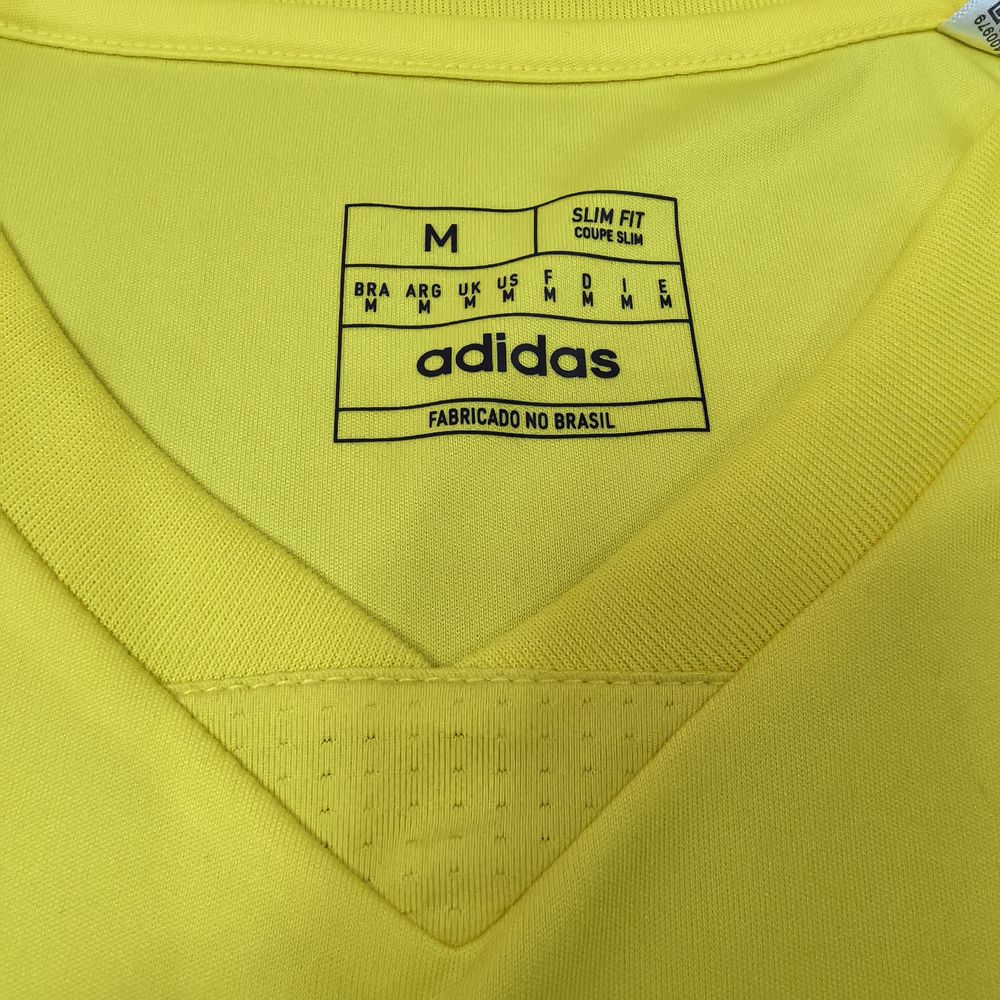 M
SLIM FIT
COUPE SLIM
BRA ARG UK US F D I E
M M M M M M M M
adidas
FABRICADO NO BRASIL